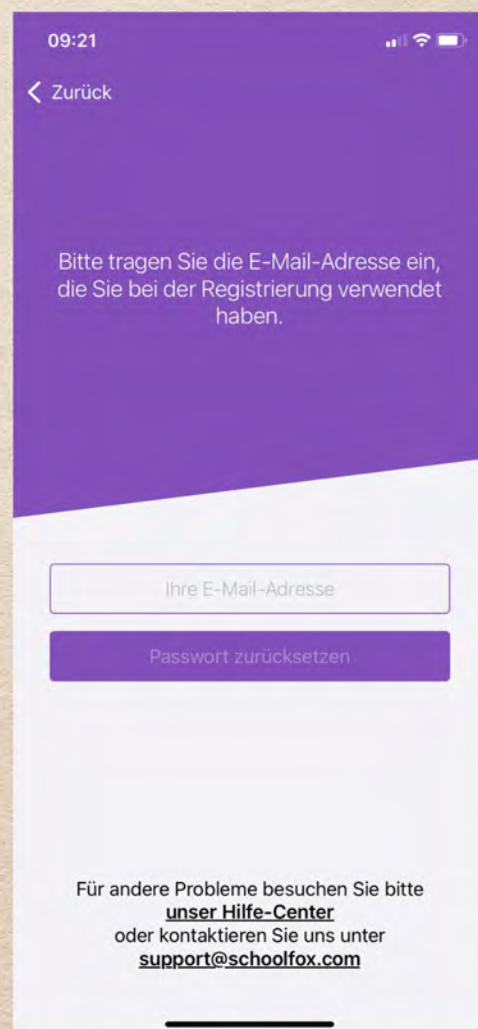 09:21
Zurück
Bitte tragen Sie die E-Mail-Adresse ein,
die Sie bei der Registrierung verwendet
haben.
Ihre E-Mail-Adresse
Passwort zurücksetzen
Für andere Probleme besuchen Sie bitte
unser Hilfe-Center
oder kontaktieren Sie uns unter
support@schoolfox.com